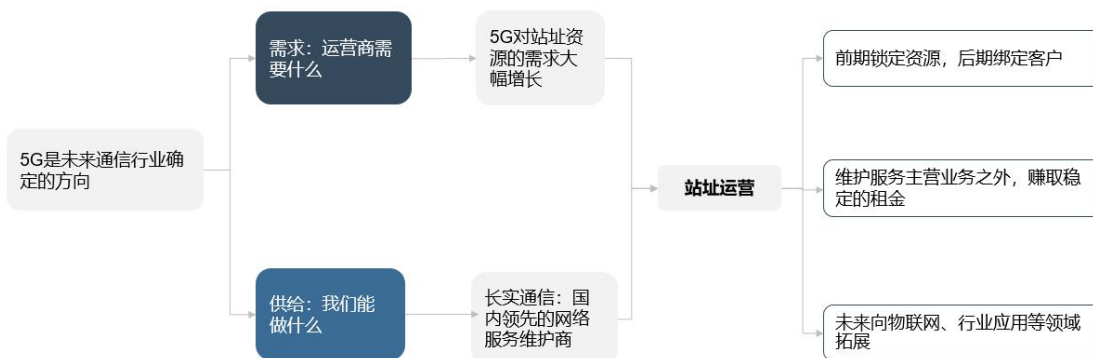 5G是未来通信行业确
定的方向
需求：运营商需
要什么
5G对站址资
源的需求大
幅增长
供给：我们能
做什么
长实通信：国
内领先的网络
服务维护商
站址运营
前期锁定资源，后期绑定客户
维护服务主营业务之外，赚取稳
定的租金
未来向物联网、行业应用等领域
拓展